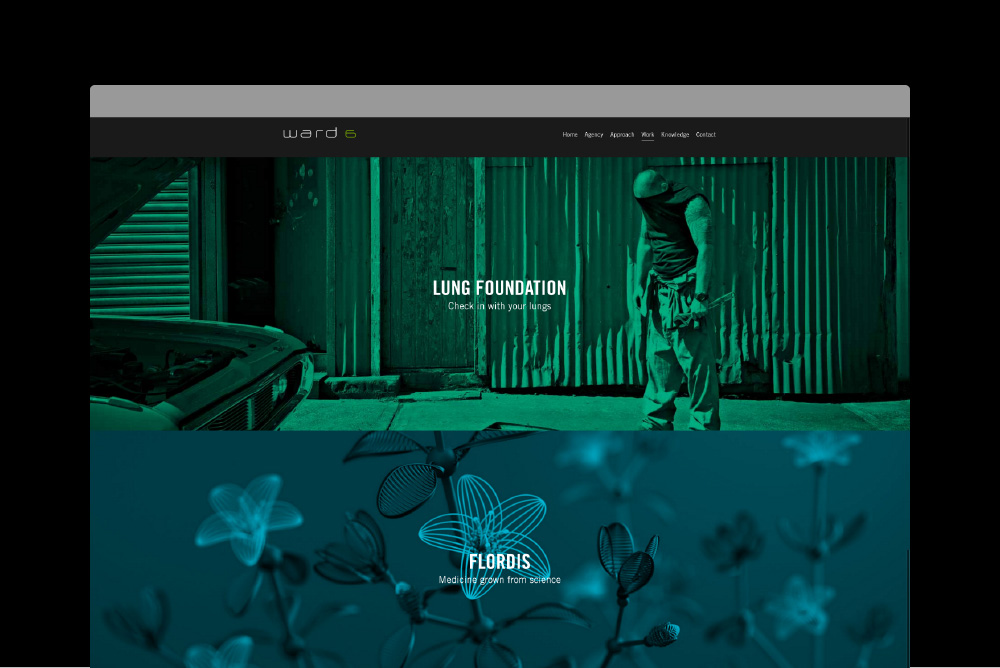 ward 6
Home Agency Approach Work Knowledge Contact
LUNG FOUNDATION
Check in with your lungs
FLORDIS
Medicine grown from science